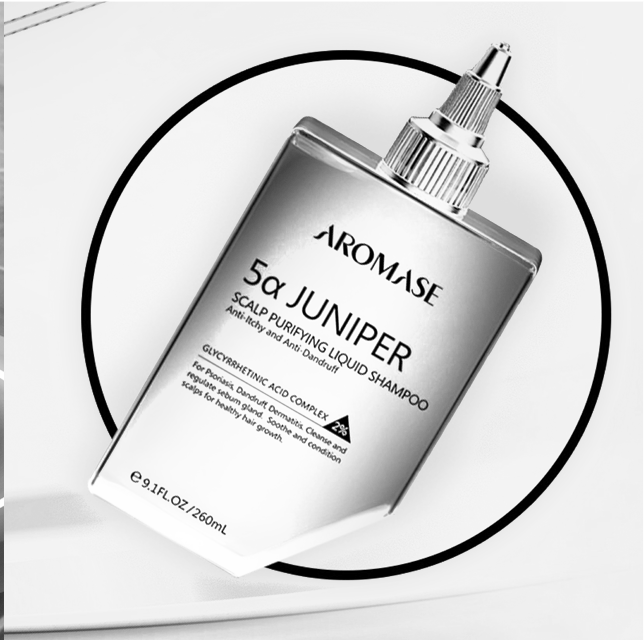 AROMASE
5α JUNIPER
SCALP PURIFYING LIQUID SHAMPOO
Anti-Itchy and Anti-Dandruff
GLYCYRRHETINIC ACID COMPLEX 2%
For Psoriasis, Dandruff, Dermatitis, Cleanse and
regulate sebum gland. Soothe and condition
scalps for healthy hair growth.
℮ 9.1FL.OZ / 260mL